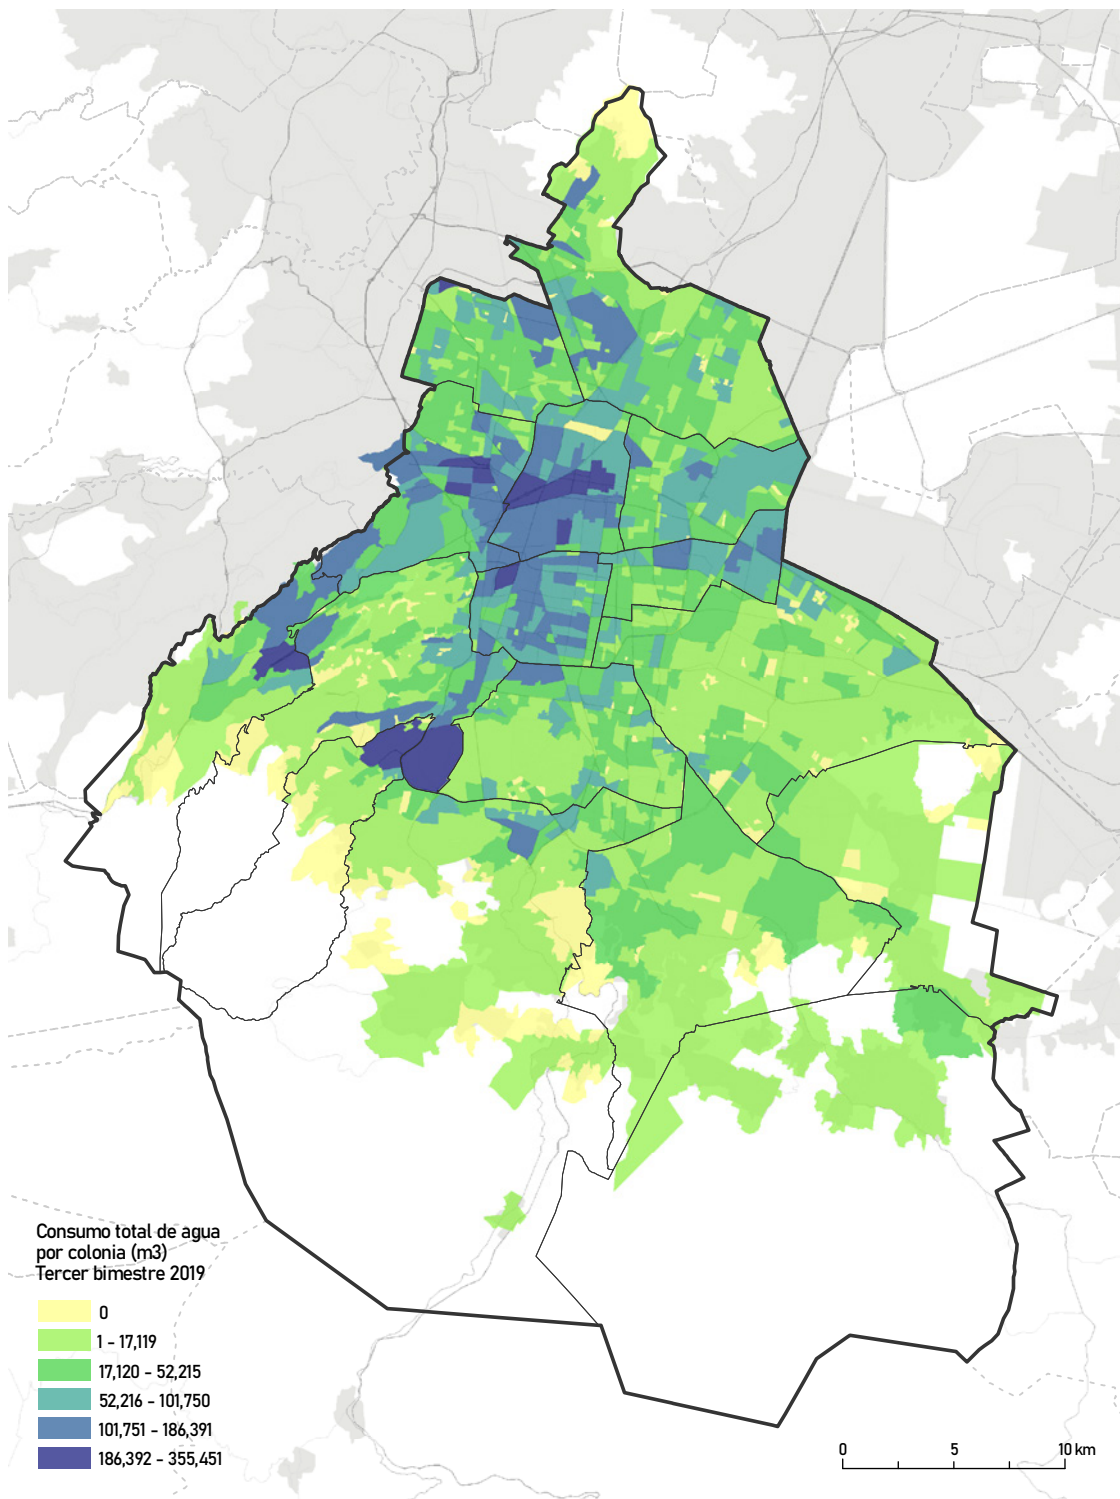 Consumo total de agua
por colonia (m3)
Tercer bimestre 2019
0
1 - 17,119
17,120 - 52,215
52,216 - 101,750
101,751 - 186,391
186,392 - 355,451
0 5 10 km